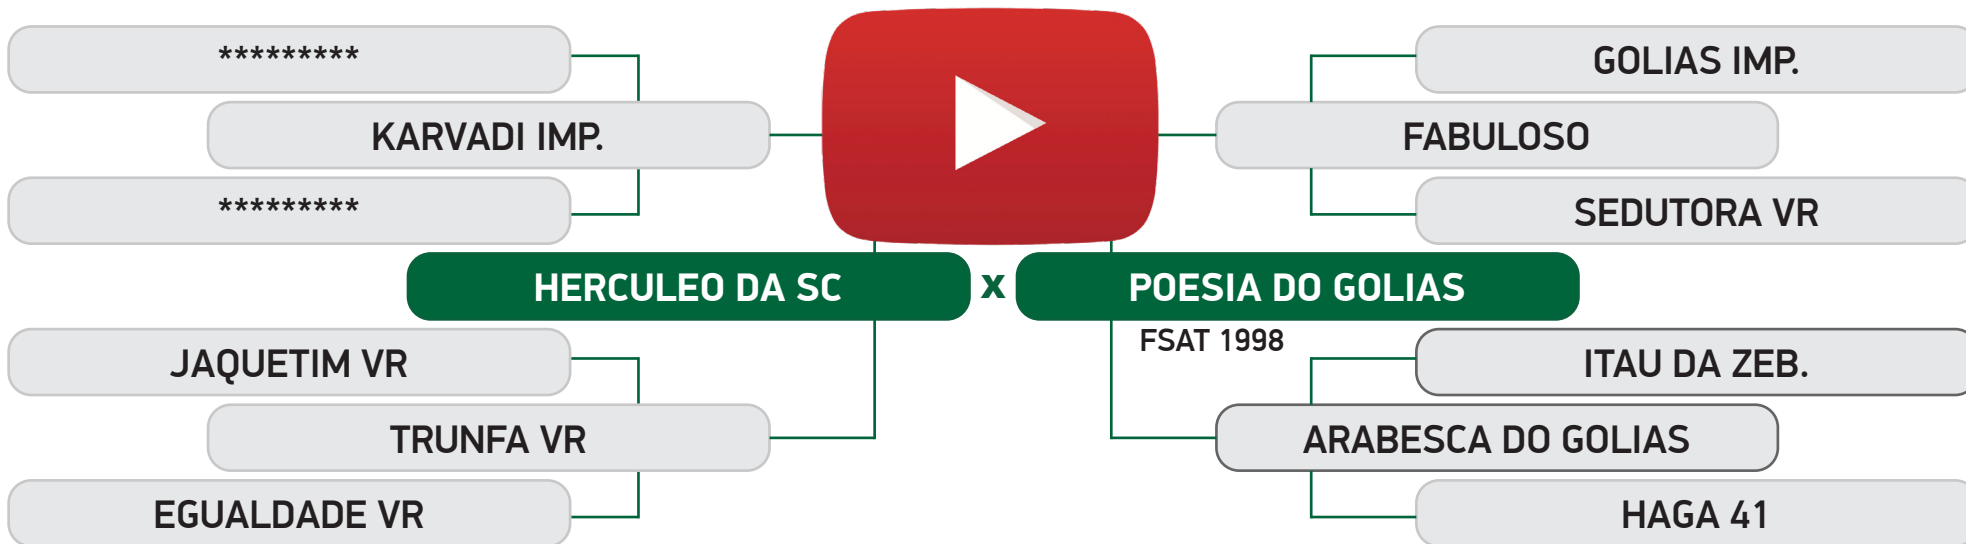 *********
GOLIAS IMP.
KARVADI IMP.
FABULOSO
*********
SEDUTORA VR
HERCULEO DA SC x POESIA DO GOLIAS
FSAT 1998
JAQUETIM VR
ITAU DA ZEB.
TRUNFA VR
ARABESCA DO GOLIAS
EGUALDADE VR
HAGA 41